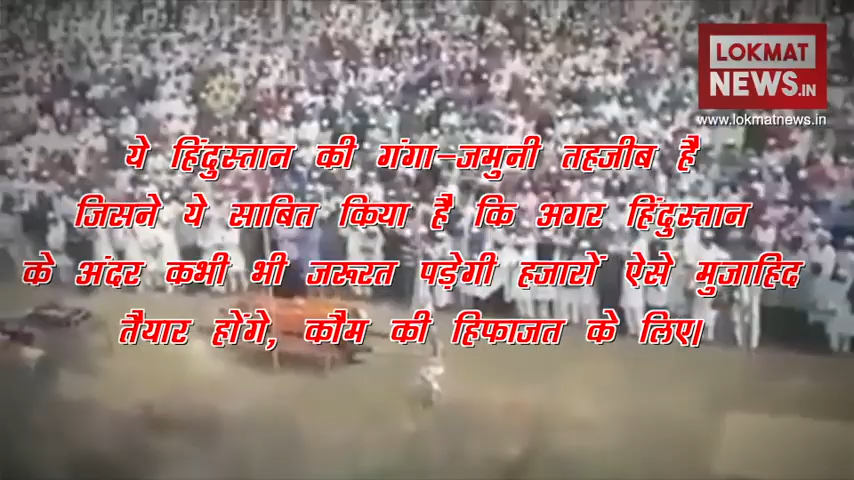 LOKMAT
NEWS.IN
www.lokmatnews.in
ये हिंदुस्तान की गंगा-जमुनी तहजीब है
जिसने ये साबित किया है कि अगर हिंदुस्तान
के अंदर कभी भी जरूरत पड़ेगी हजारों ऐसे मुजाहिद
तैयार होंगे, कौम की हिफाजत के लिए।